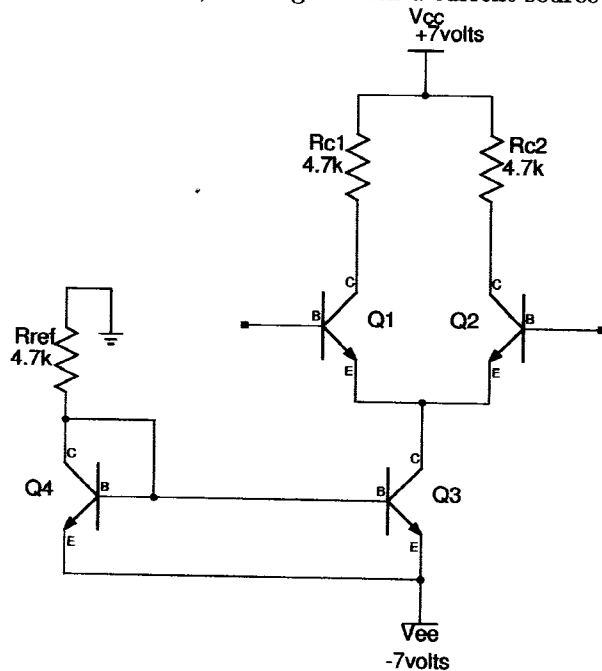 Vcc
+7volts
Rc1
4.7k
Rc2
4.7k
C
C
B
Q1
Q2
B
E
E
Rref
4.7k
C
C
Q4
B
B
Q3
E
E
Vee
-7volts